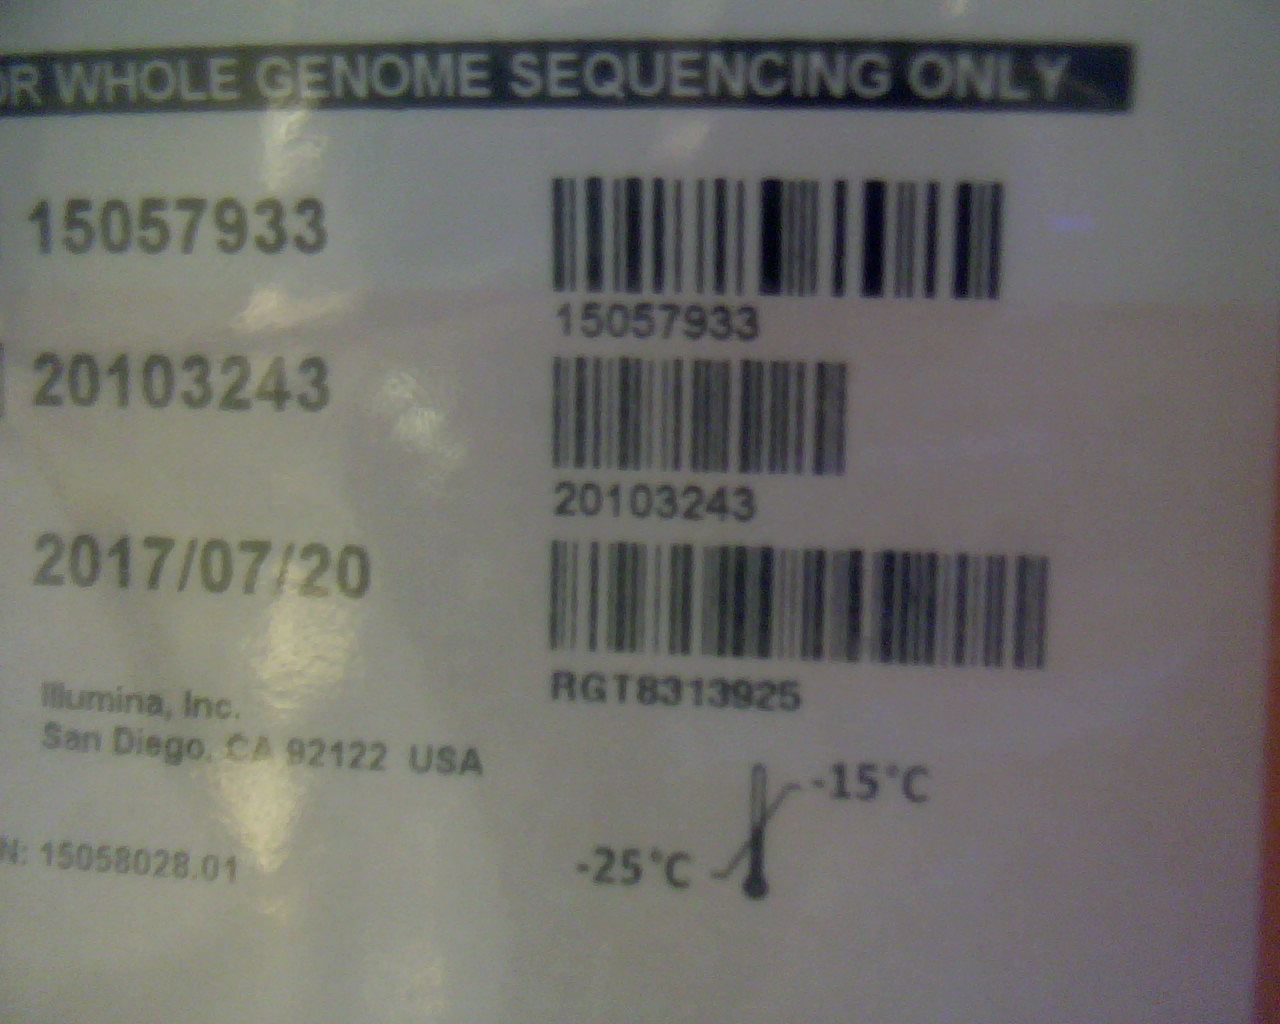 OR WHOLE GENOME SEQUENCING ONLY
15057933
15057933
20103243
20103243
2017/07/20
RGT8313925
Illumina, Inc.
San Diego, CA 92122 USA
-15°C
-25°C
N: 15058028.01